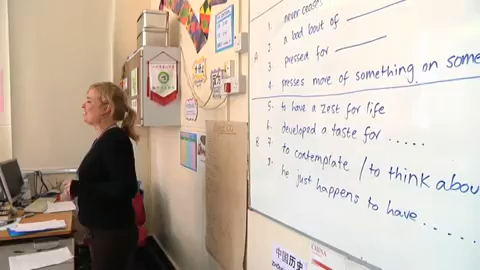 1. never cease
2. a bad bout of
A 3. pressed for
4. presses more of something on some
5. to have a zest for life
6. developed a taste for .....
B 7. to contemplate / to think abou
8. he just happens to have......
中国历史
CHINA